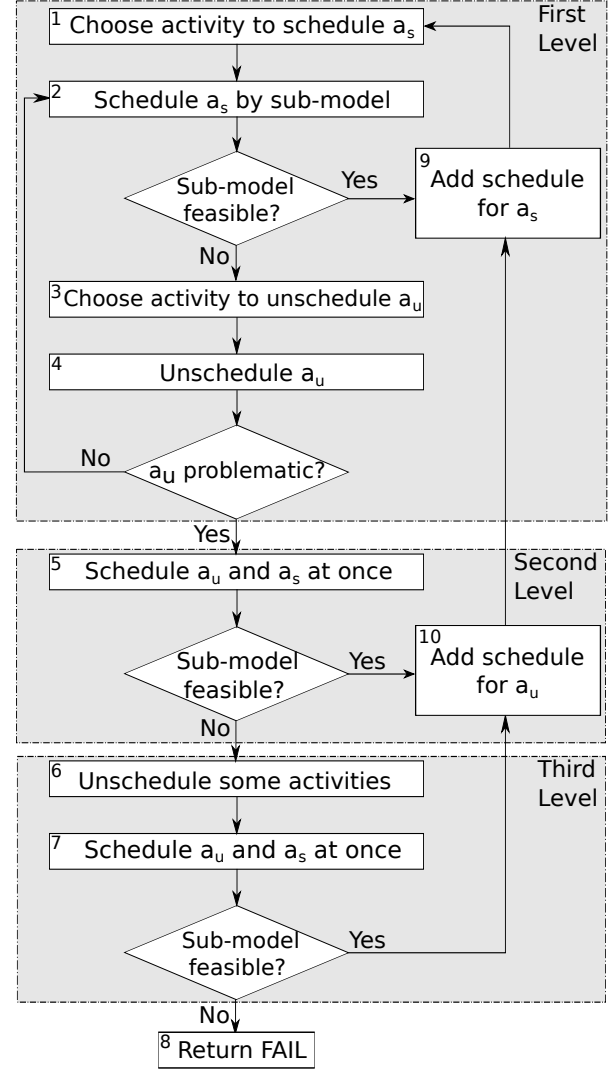 First
Level
1 Choose activity to schedule aₛ
2 Schedule aₛ by sub-model
Sub-model
feasible?
Yes
No
9
Add schedule
for aₛ
3 Choose activity to unschedule aᵤ
4 Unschedule aᵤ
aᵤ problematic?
No
Yes
Second
Level
5 Schedule aᵤ and aₛ at once
Sub-model
feasible?
Yes
No
10
Add schedule
for aᵤ
Third
Level
6 Unschedule some activities
7 Schedule aᵤ and aₛ at once
Sub-model
feasible?
Yes
No
8 Return FAIL